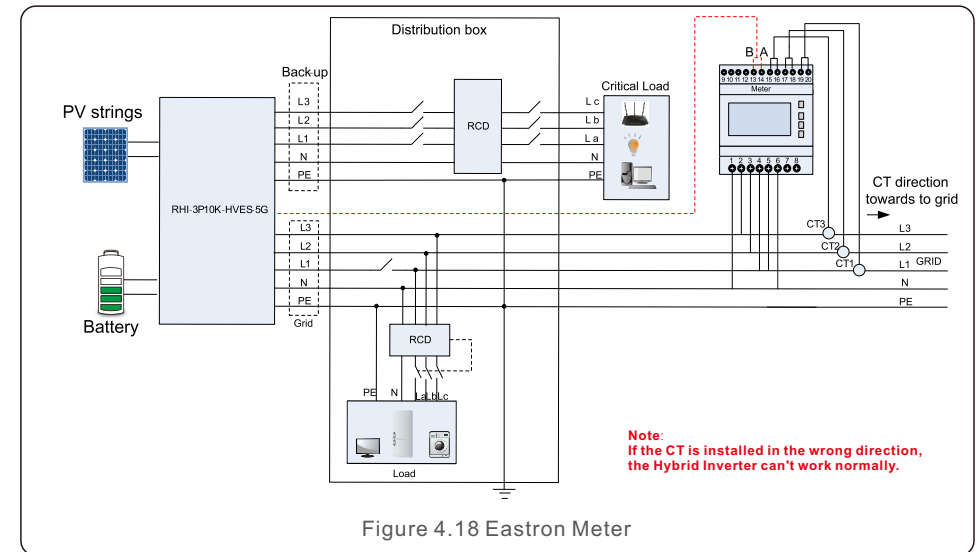 Distribution box
Back-up
L3
L2
L1
N
PE
PV strings
RHI-3P10K-HVES-5G
Battery
RCD
L c
L b
L a
N
PE
Critical Load
B A
9 10 11 12 13 14 15 16 17 18 19 20
Meter
1 2 3 4 5 6 7 8
CT direction
towards to grid
CT3
CT2
CT1
L3
L2
L1 GRID
N
PE
L3
L2
L1
N
PE
Grid
RCD
PE N LaLbLc
Load
Note:
If the CT is installed in the wrong direction,
the Hybrid Inverter can't work normally.
Figure 4.18 Eastron Meter